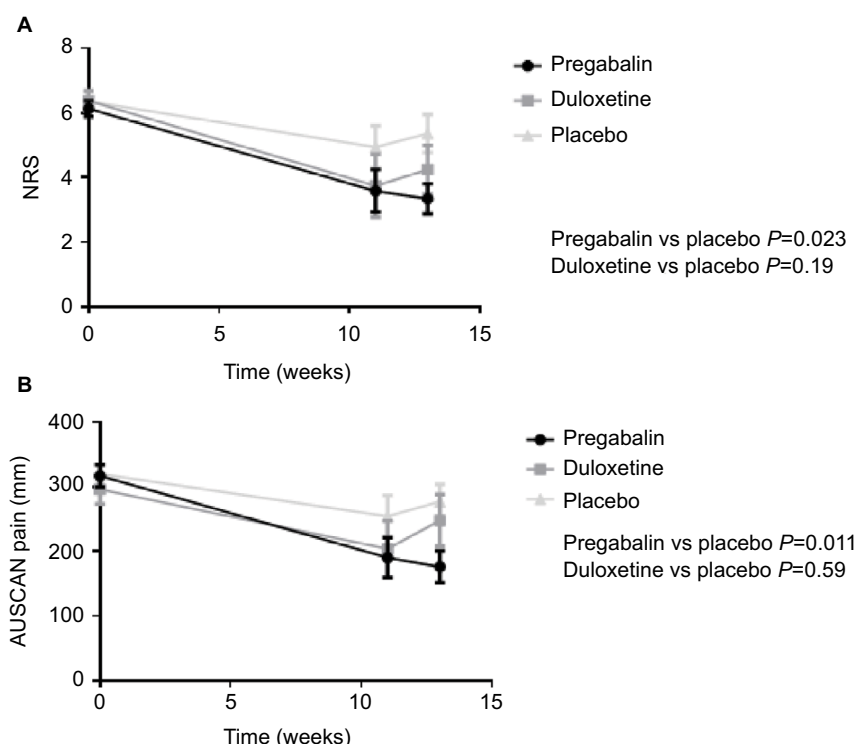 A
8
6
4
2
0
NRS
0 5 10 15
Time (weeks)
Pregabalin
Duloxetine
Placebo
Pregabalin vs placebo P=0.023
Duloxetine vs placebo P=0.19
B
400
300
200
100
0
AUSCAN pain (mm)
0 5 10 15
Time (weeks)
Pregabalin
Duloxetine
Placebo
Pregabalin vs placebo P=0.011
Duloxetine vs placebo P=0.59